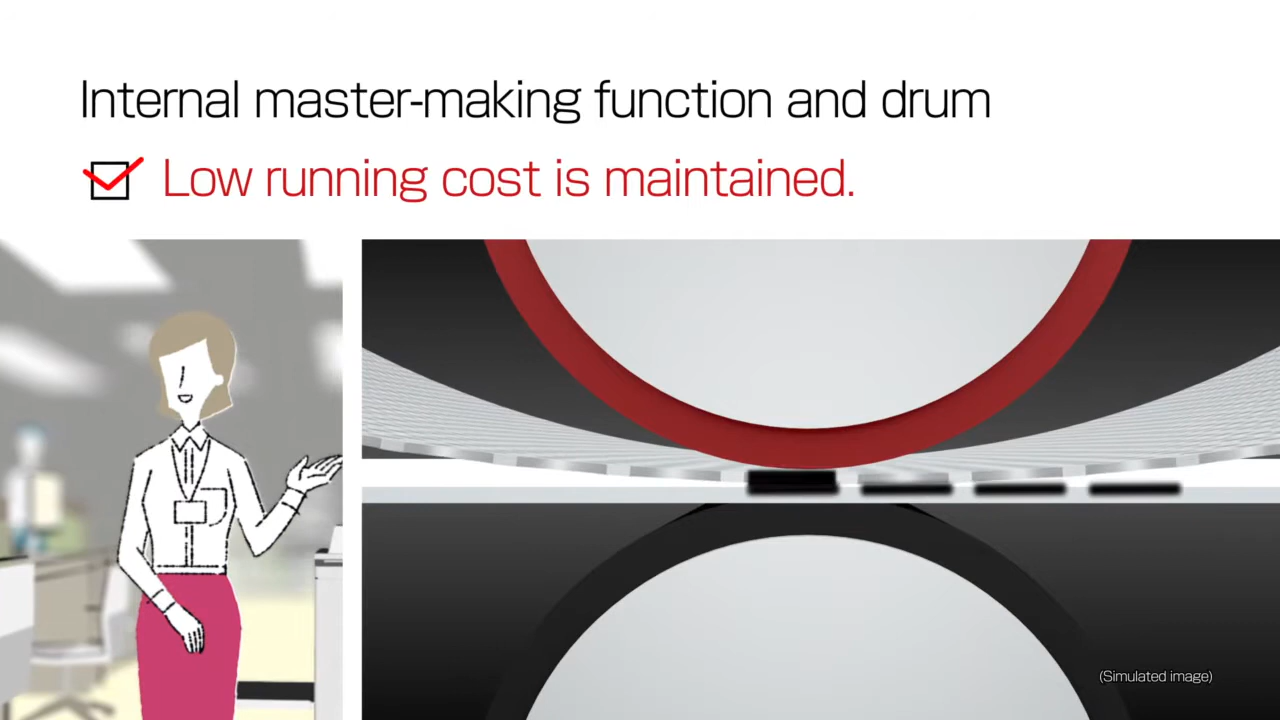 Internal master-making function and drum
Low running cost is maintained.
(Simulated image)